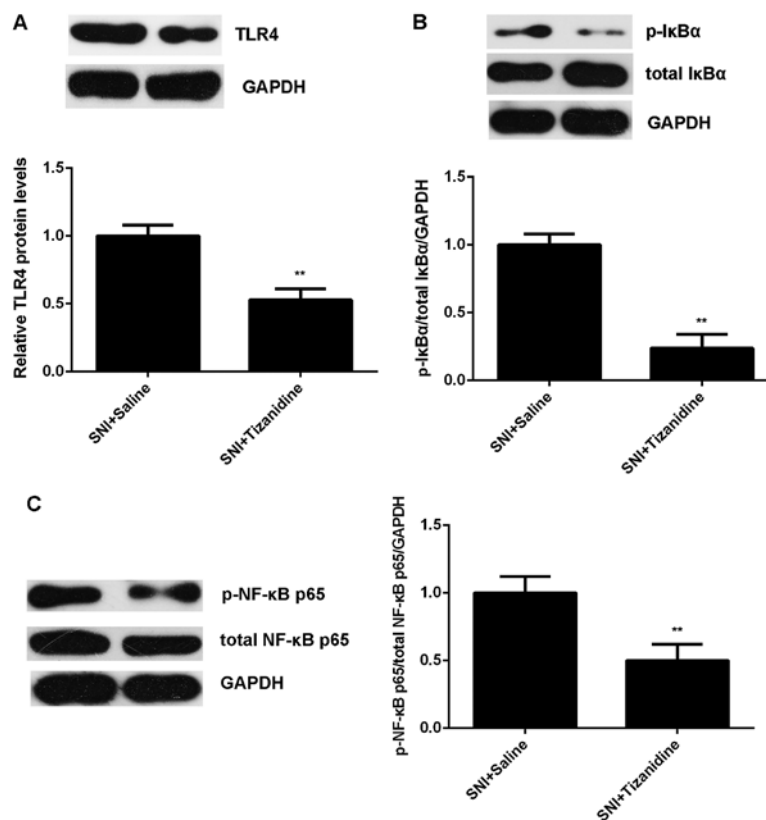 A
TLR4
GAPDH
Relative TLR4 protein levels
1.5
1.0
0.5
0.0
**
SNI+Saline
SNI+Tizanidine
B
p-IκBα
total IκBα
GAPDH
p-IκBα/total IκBα/GAPDH
1.5
1.0
0.5
0.0
**
SNI+Saline
SNI+Tizanidine
C
p-NF-κB p65
total NF-κB p65
GAPDH
p-NF-κB p65/total NF-κB p65/GAPDH
1.5
1.0
0.5
0.0
**
SNI+Saline
SNI+Tizanidine